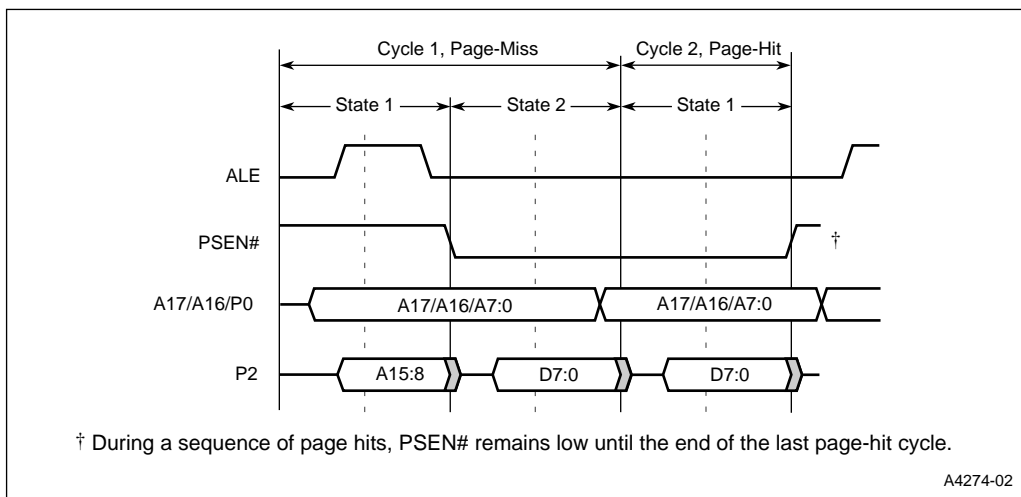 Cycle 1, Page-Miss Cycle 2, Page-Hit
State 1 State 2 State 1
ALE
PSEN# †
A17/A16/P0 A17/A16/A7:0 A17/A16/A7:0
P2 A15:8 D7:0 D7:0
† During a sequence of page hits, PSEN# remains low until the end of the last page-hit cycle.
A4274-02